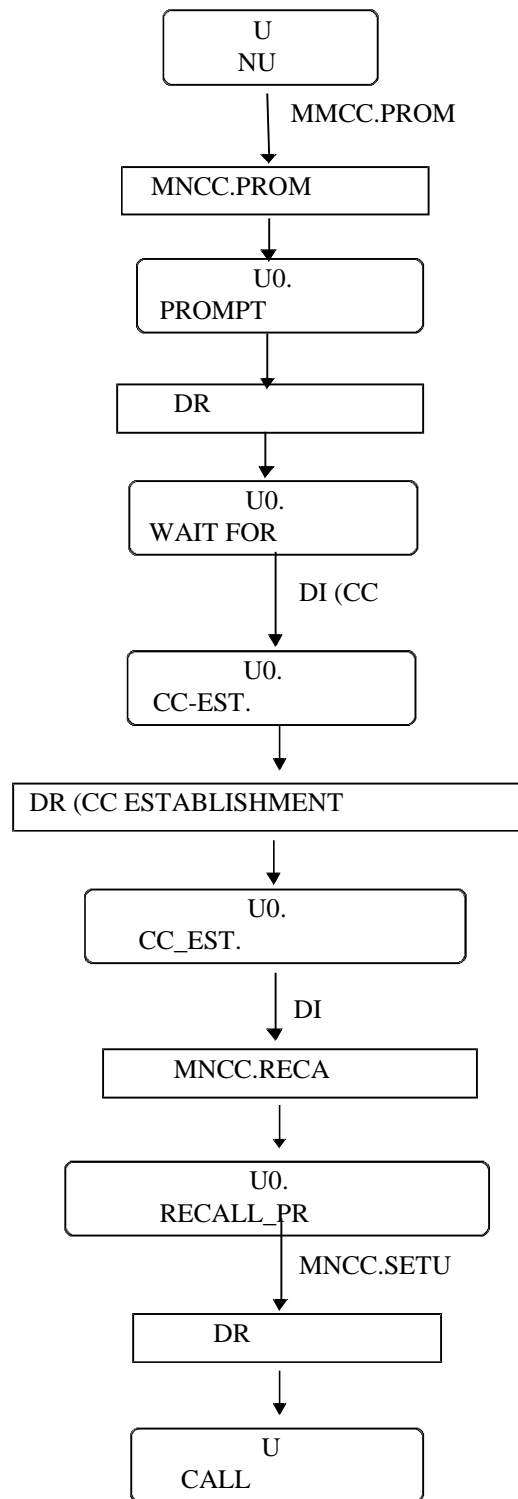 U
NU
MMCC.PROM
MNCC.PROM
U0.
PROMPT
DR
U0.
WAIT FOR
DI (CC
U0.
CC-EST.
DR (CC ESTABLISHMENT
U0.
CC_EST.
DI
MNCC.RECA
U0.
RECALL_PR
MNCC.SETU
DR
U
CALL